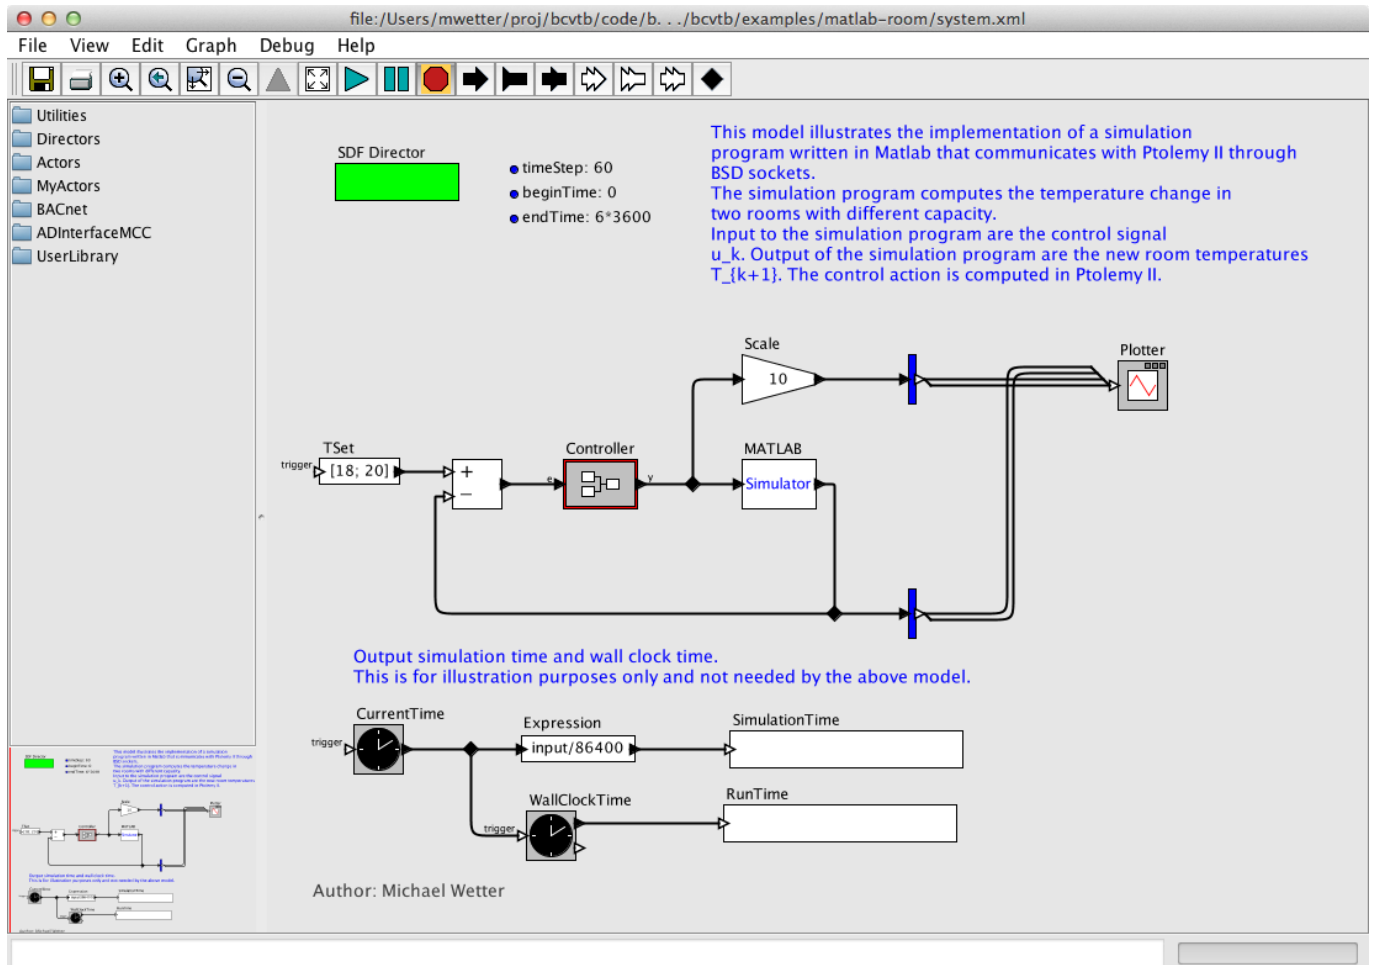 file:/Users/mwetter/proj/bcvtb/code/b. . ./bcvtb/examples/matlab-room/system.xml
File View Edit Graph Debug Help
Utilities
Directors
Actors
MyActors
BACnet
ADInterfaceMCC
UserLibrary
SDF Director
timeStep: 60
beginTime: 0
endTime: 6*3600
This model illustrates the implementation of a simulation
program written in Matlab that communicates with Ptolemy II through
BSD sockets.
The simulation program computes the temperature change in
two rooms with different capacity.
Input to the simulation program are the control signal
u_k. Output of the simulation program are the new room temperatures
T_{k+1}. The control action is computed in Ptolemy II.
Scale
10
Plotter
TSet
trigger
[18; 20]
+
−
Controller
e
y
MATLAB
Simulator
Output simulation time and wall clock time.
This is for illustration purposes only and not needed by the above model.
CurrentTime
trigger
Expression
input/86400
SimulationTime
WallClockTime
trigger
RunTime
Author: Michael Wetter